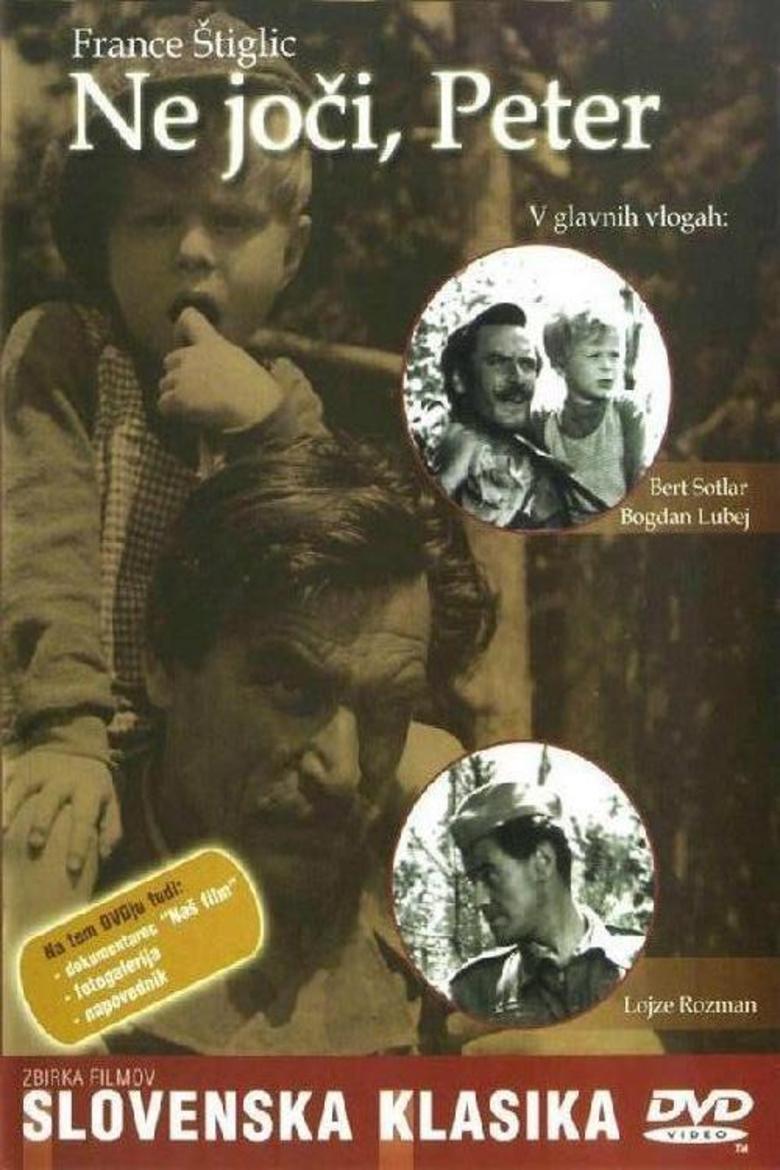 France Štiglic
Ne joči, Peter
V glavnih vlogah:
Bert Sotlar
Bogdan Lubej
Na tem DVDju tudi:
- dokumentarec "Naš film"
- fotogalerija
- napovednik
Lojze Rozman
ZBIRKA FILMOV
SLOVENSKA KLASIKA
DVD
VIDEO
TM